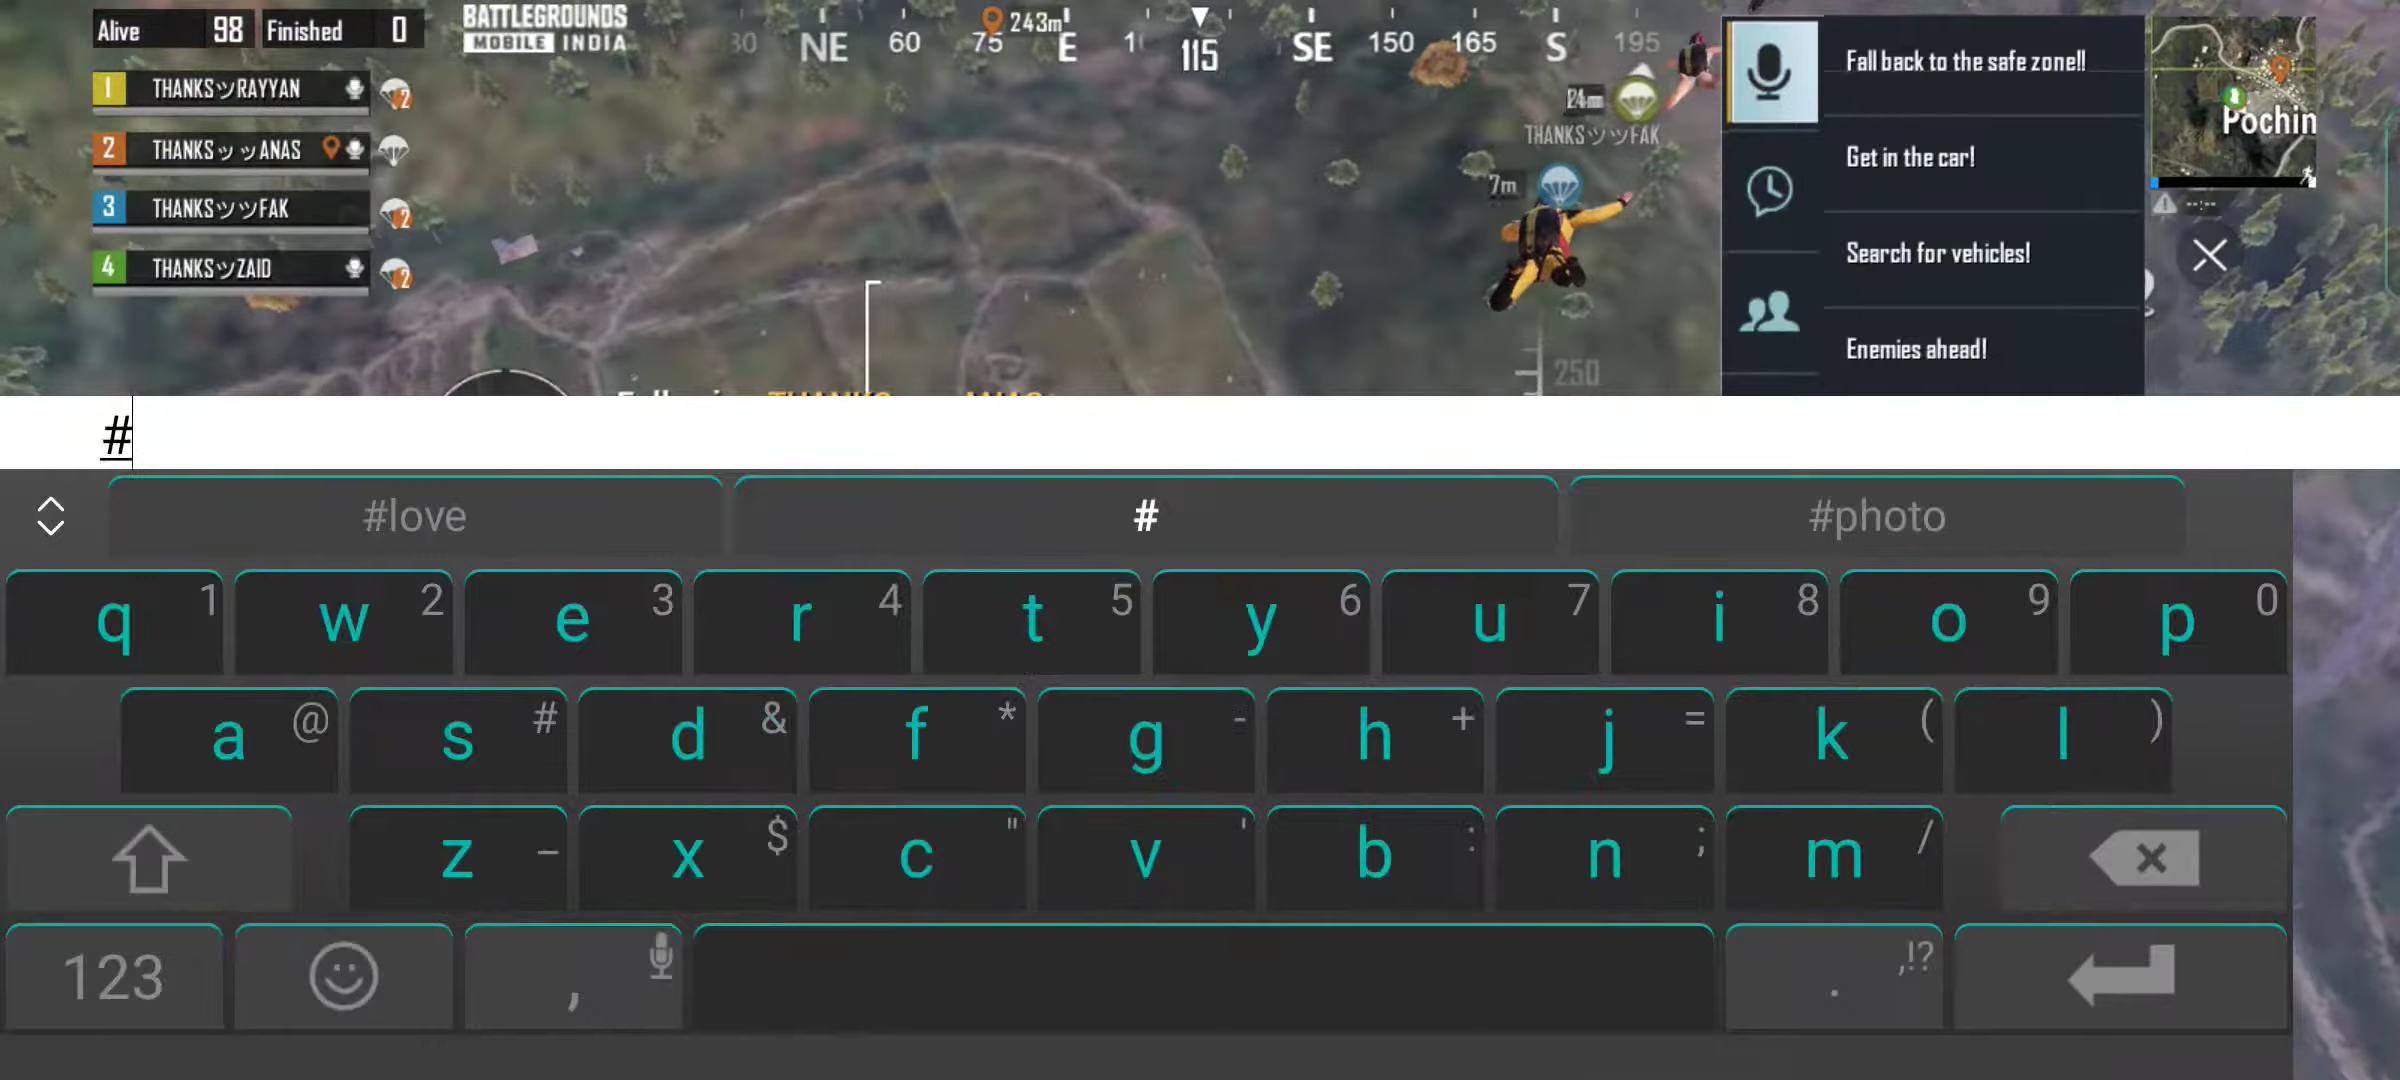 Alive 98 Finished 0
BATTLEGROUNDS
MOBILE INDIA
NE 60 75 243m E 115 SE 150 165 S 195
1 THANKSツRAYYAN 2
2 THANKSッッANAS
3 THANKSツツFAK 2
4 THANKSツZAID 2
24m
THANKSツツFAK
7m
250
Fall back to the safe zone!!
Get in the car!
Search for vehicles!
Enemies ahead!
Pochin
--:--
#
#love # #photo
q 1 w 2 e 3 r 4 t 5 y 6 u 7 i 8 o 9 p 0
a @ s # d & f * g - h + j = k ( l )
z _ x $ c " v ' b : n ; m /
123 , . ,!?